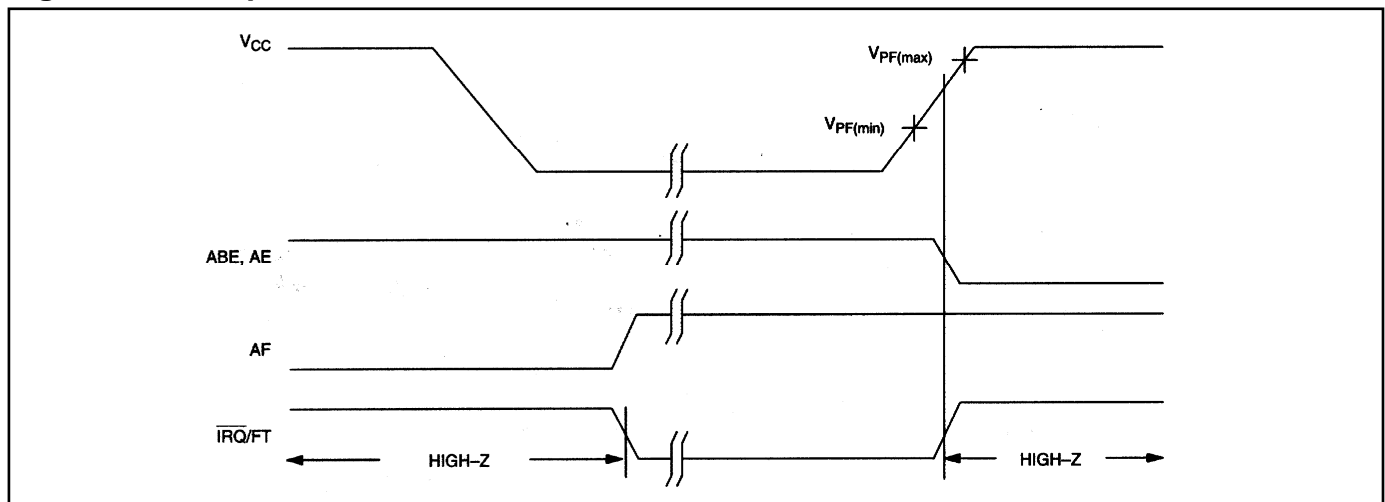 VCC
VPF(max)
VPF(min)
ABE, AE
AF
IRQ/FT
HIGH–Z
HIGH–Z